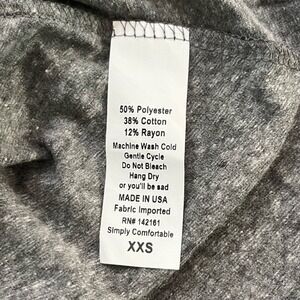 50% Polyester
38% Cotton
12% Rayon
Machine Wash Cold
Gentle Cycle
Do Not Bleach
Hang Dry
or you'll be sad
MADE IN USA
Fabric Imported
RN# 142161
Simply Comfortable
XXS